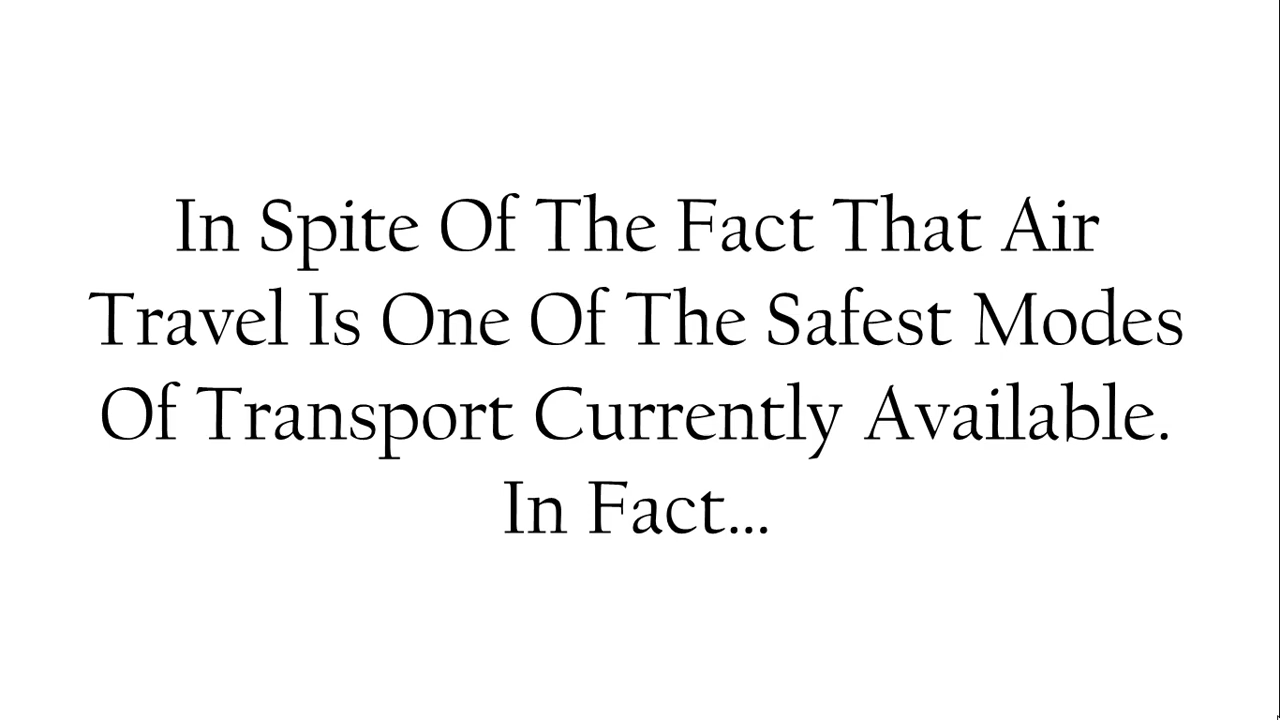 In Spite Of The Fact That Air
Travel Is One Of The Safest Modes
Of Transport Currently Available.
In Fact...